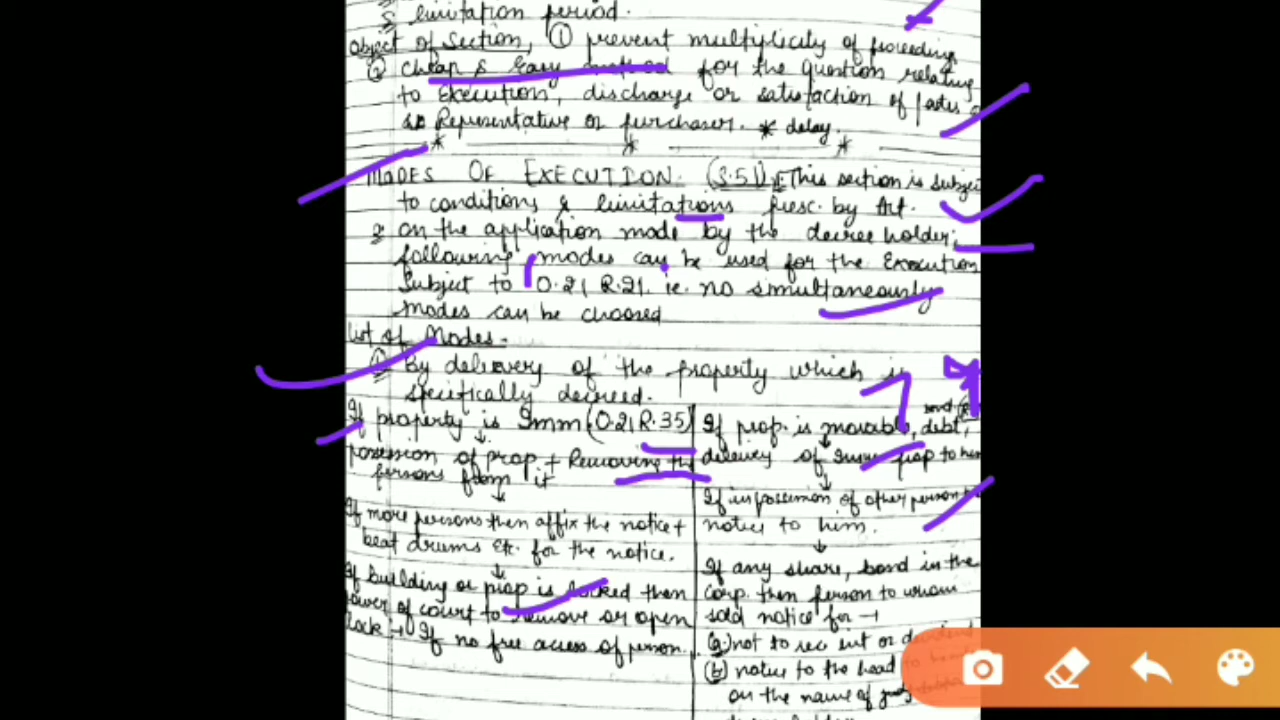 limitation period.
Object of Section, ① prevent multiplicity of proceeding
② cheap & easy method for the question relating
to Execution, discharge or satisfaction of
Representative or purchaser. * delay.
MODES OF EXECUTION. (S.51) This section is subject
to conditions & limitations presc. by Act.
on the application made by the decree holder,
following modes can be used for the Execution
Subject to O.21 R.21. ie. no simultaneously
modes can be choosed
List of Modes.
① By delivery of the property which is
specifically decreed.
If property is Imm (O.21 R.35)
possession of prop + Removing the
persons from it
If more persons then affix the notice +
beat drums etc. for the notice.
If building or prop is locked then
power of court to remove or open
lock → If no free access of person.
If prop. is movable, debt,
delivery of prop to him
If in possession of other person
notice to him.
If any share, bond in the
corp. then person to whom
sold notice for →
(a) not to rec int or dividend
(b) notice to the head
on the name of